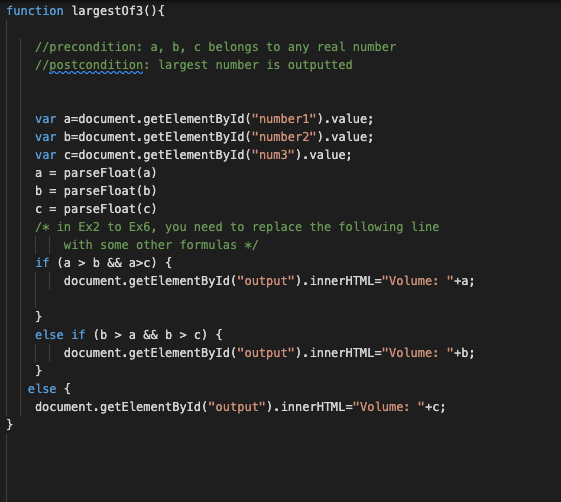 function largestOf3(){
//precondition: a, b, c belongs to any real number
//postcondition: largest number is outputted
var a=document.getElementById("number1").value;
var b=document.getElementById("number2").value;
var c=document.getElementById("num3").value;
a = parseFloat(a)
b = parseFloat(b)
c = parseFloat(c)
/* in Ex2 to Ex6, you need to replace the following line
with some other formulas */
if (a > b && a>c) {
document.getElementById("output").innerHTML="Volume: "+a;
}
else if (b > a && b > c) {
document.getElementById("output").innerHTML="Volume: "+b;
}
else {
document.getElementById("output").innerHTML="Volume: "+c;
}